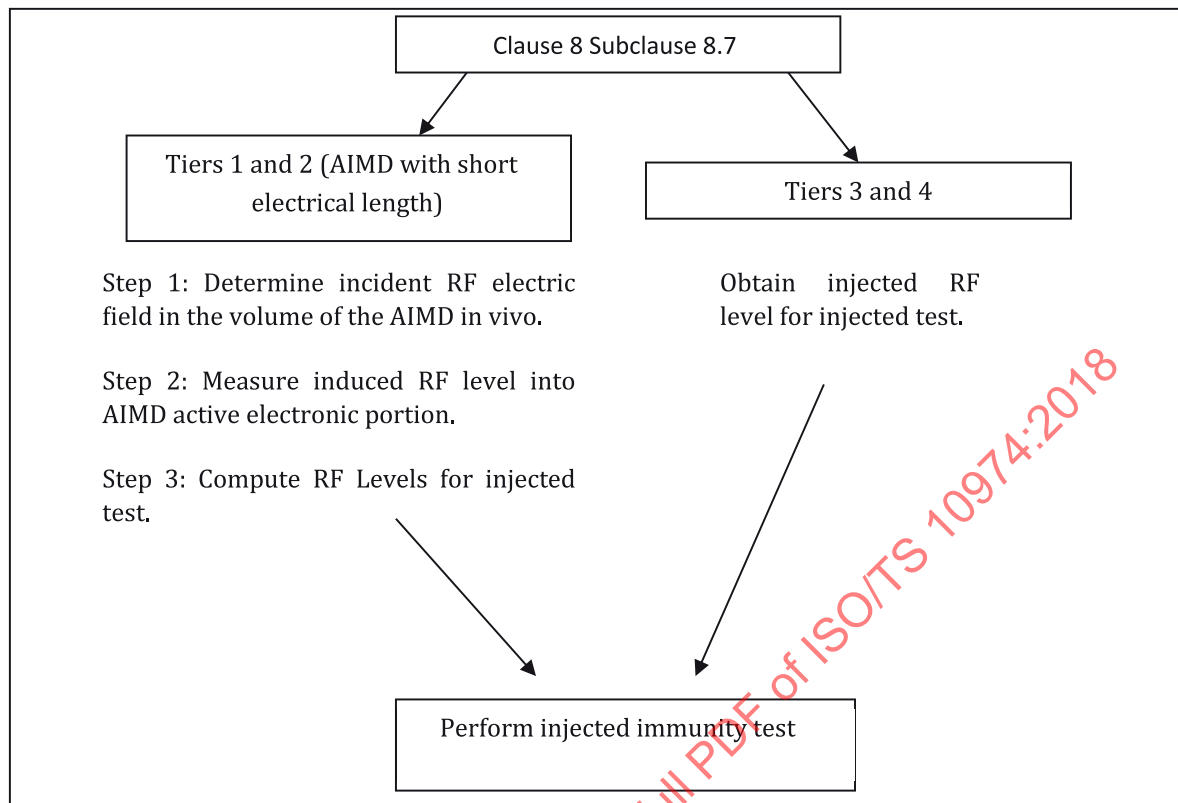 Clause 8 Subclause 8.7
Tiers 1 and 2 (AIMD with short
electrical length)
Tiers 3 and 4
Step 1: Determine incident RF electric
field in the volume of the AIMD in vivo.
Step 2: Measure induced RF level into
AIMD active electronic portion.
Step 3: Compute RF Levels for injected
test.
Obtain injected RF
level for injected test.
Perform injected immunity test
full PDF of ISO/TS 10974:2018